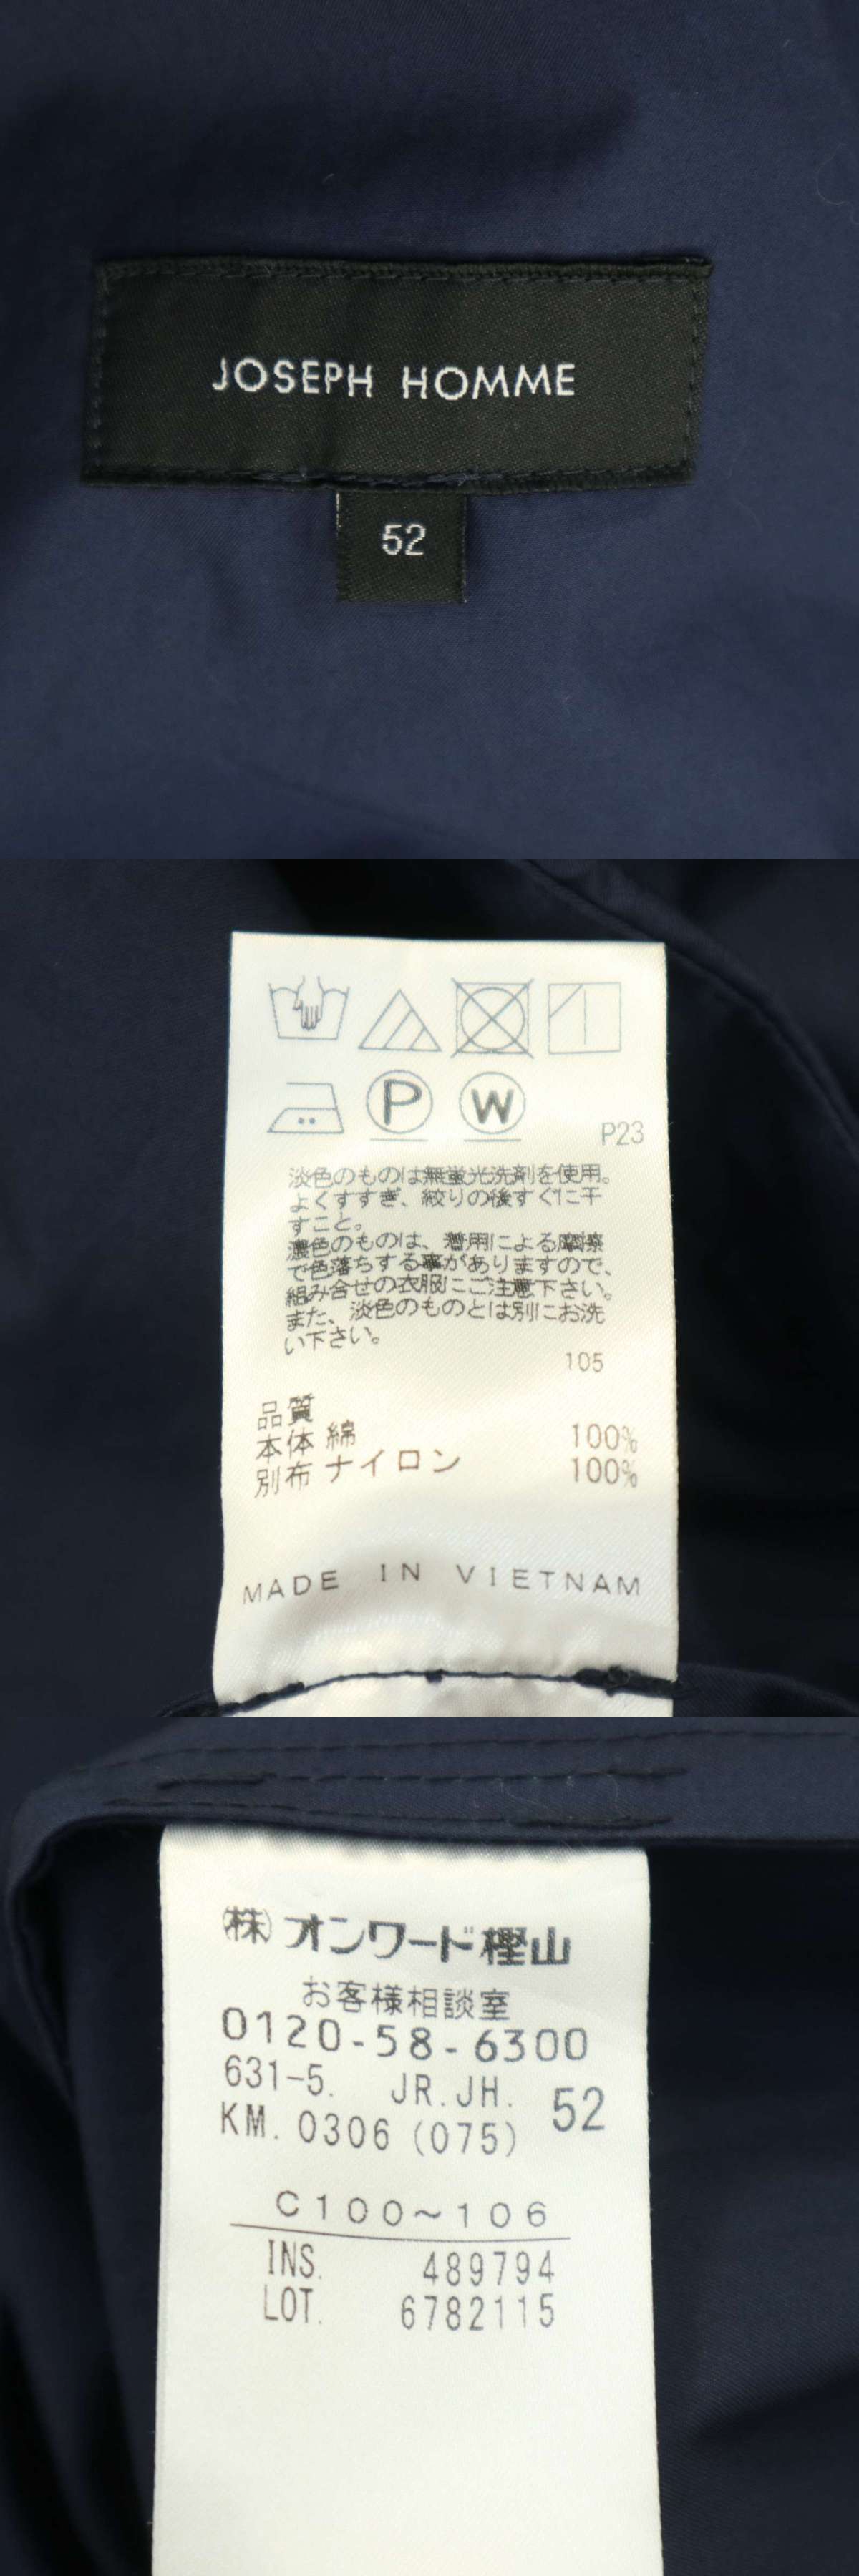 JOSEPH HOMME
52
P
W
P23
淡色のものは無蛍光洗剤を使用。
よくすすぎ、絞りの後すぐに干
すこと。
濃色のものは、着用による摩擦
で色落ちする事がありますので、
組み合せの衣服にご注意下さい。
また、淡色のものとは別にお洗
い下さい。
105
品質
本体 綿 100%
別布 ナイロン 100%
MADE IN VIETNAM
㈱オンワード樫山
お客様相談室
0120-58-6300
631-5. JR.JH. 52
KM. 0306 (075)
C100~106
INS. 489794
LOT. 6782115